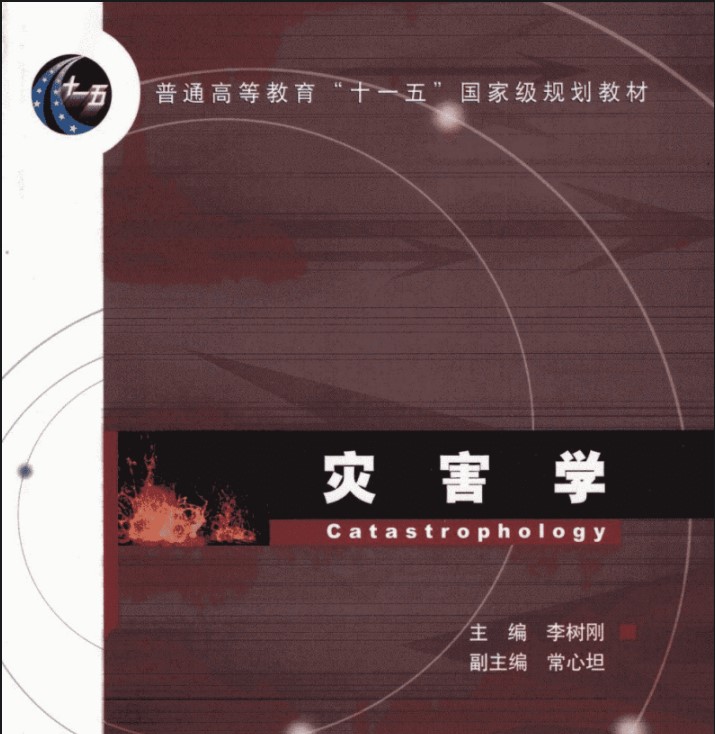 十一五
普通高等教育“十一五”国家级规划教材
灾害学
Catastrophology
主 编 李树刚
副主编 常心坦